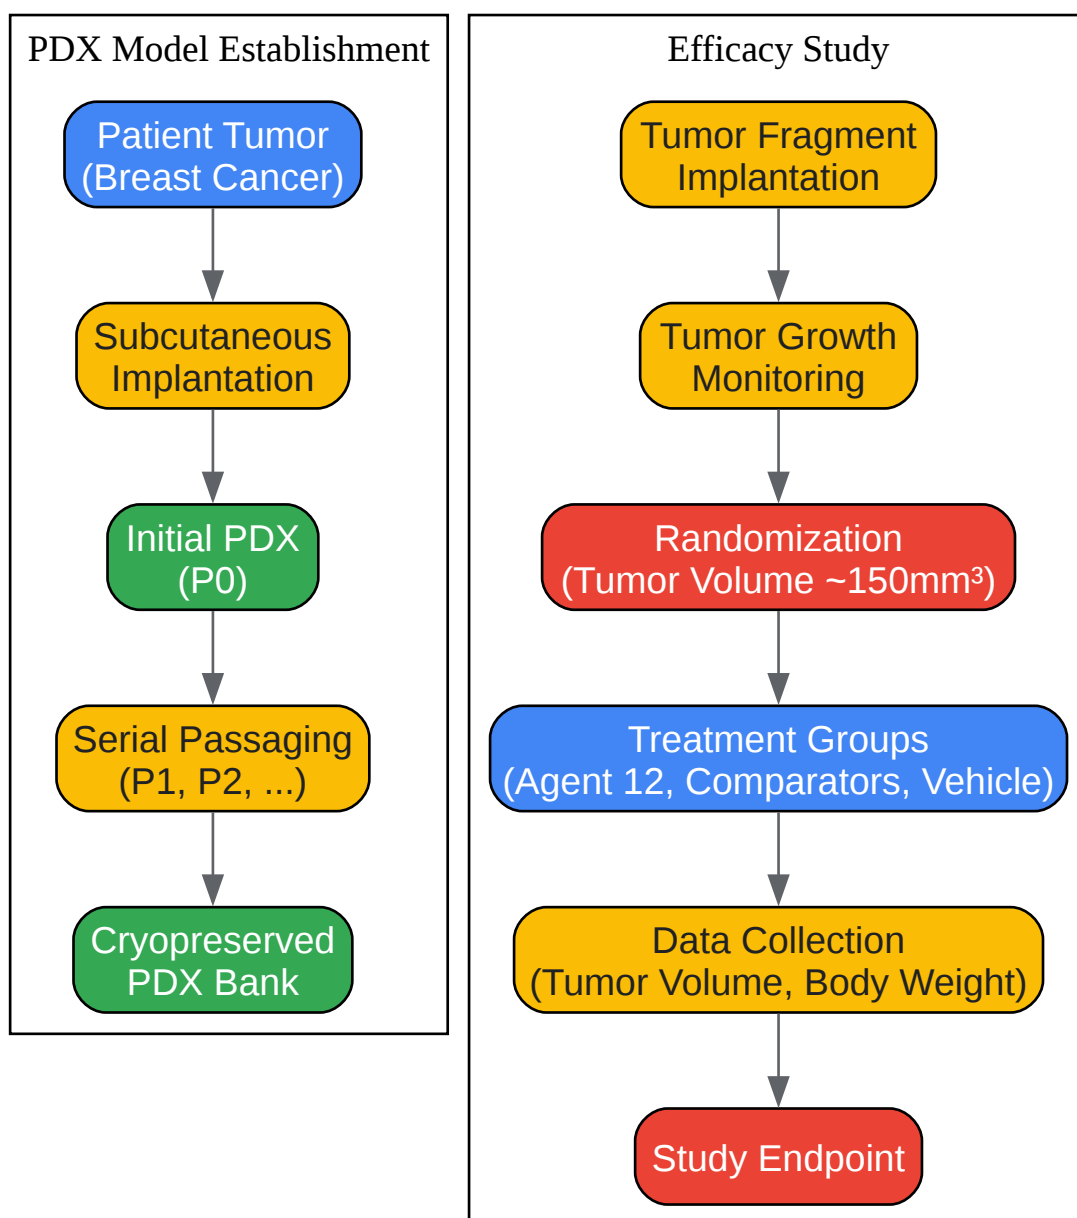 PDX Model Establishment
Patient Tumor
(Breast Cancer)
Subcutaneous
Implantation
Initial PDX
(P0)
Serial Passaging
(P1, P2, ...)
Cryopreserved
PDX Bank
Efficacy Study
Tumor Fragment
Implantation
Tumor Growth
Monitoring
Randomization
(Tumor Volume ~150mm³)
Treatment Groups
(Agent 12, Comparators, Vehicle)
Data Collection
(Tumor Volume, Body Weight)
Study Endpoint